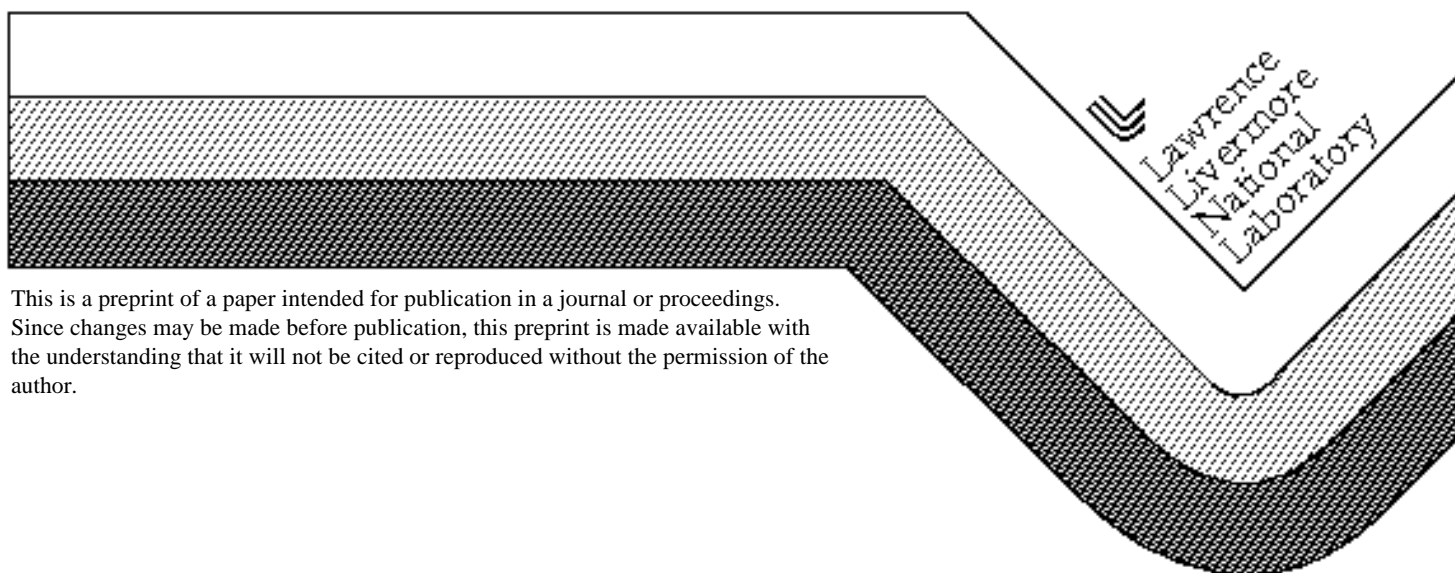 Lawrence
Livermore
National
Laboratory
This is a preprint of a paper intended for publication in a journal or proceedings.
Since changes may be made before publication, this preprint is made available with
the understanding that it will not be cited or reproduced without the permission of the
author.